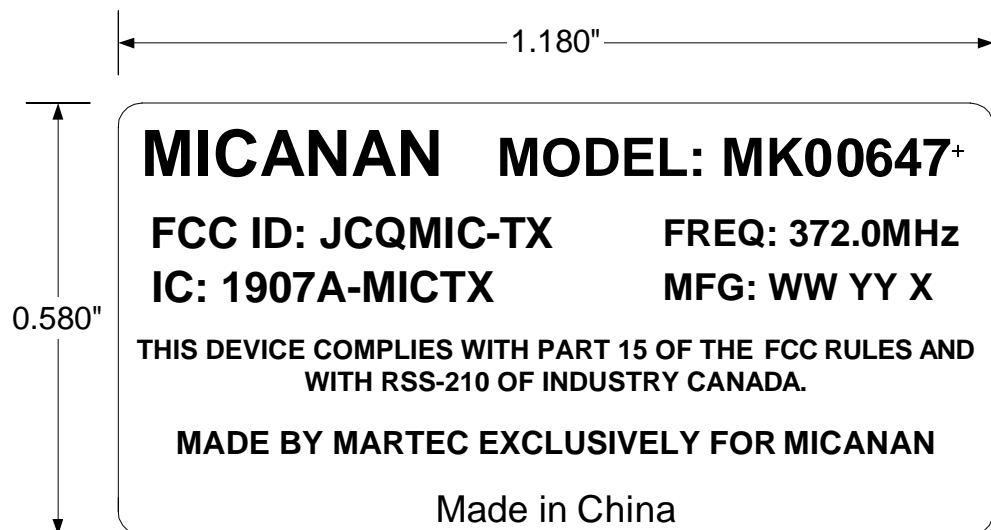 1.180"
MICANAN MODEL: MK00647+
FCC ID: JCQMIC-TX FREQ: 372.0MHz
IC: 1907A-MICTX MFG: WW YY X
0.580"
THIS DEVICE COMPLIES WITH PART 15 OF THE FCC RULES AND
WITH RSS-210 OF INDUSTRY CANADA.
MADE BY MARTEC EXCLUSIVELY FOR MICANAN
Made in China